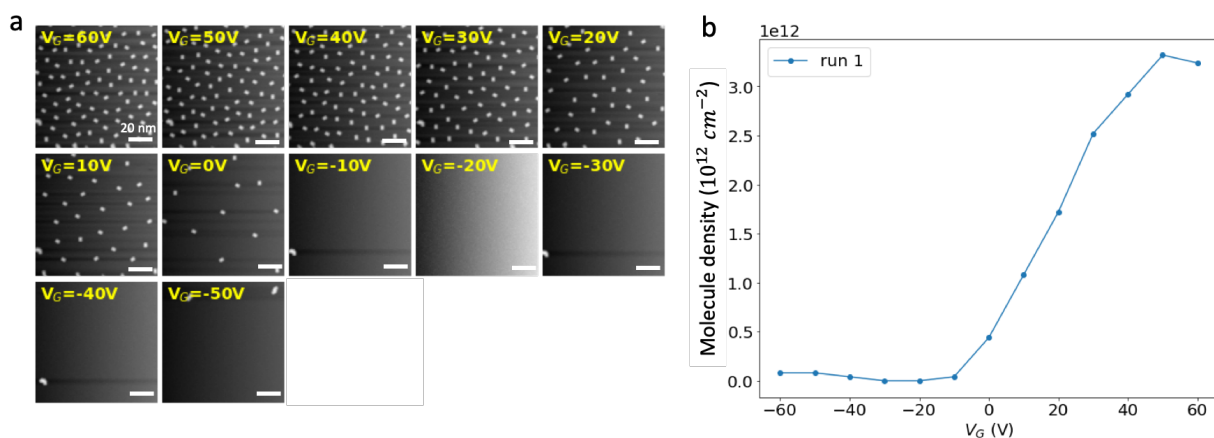 a
V_G=60V
V_G=50V
V_G=40V
V_G=30V
V_G=20V
20 nm
V_G=10V
V_G=0V
V_G=-10V
V_G=-20V
V_G=-30V
V_G=-40V
V_G=-50V
b
1e12
run 1
Molecule density (10^12 cm^-2)
3.0
2.5
2.0
1.5
1.0
0.5
0.0
−60 −40 −20 0 20 40 60
V_G (V)